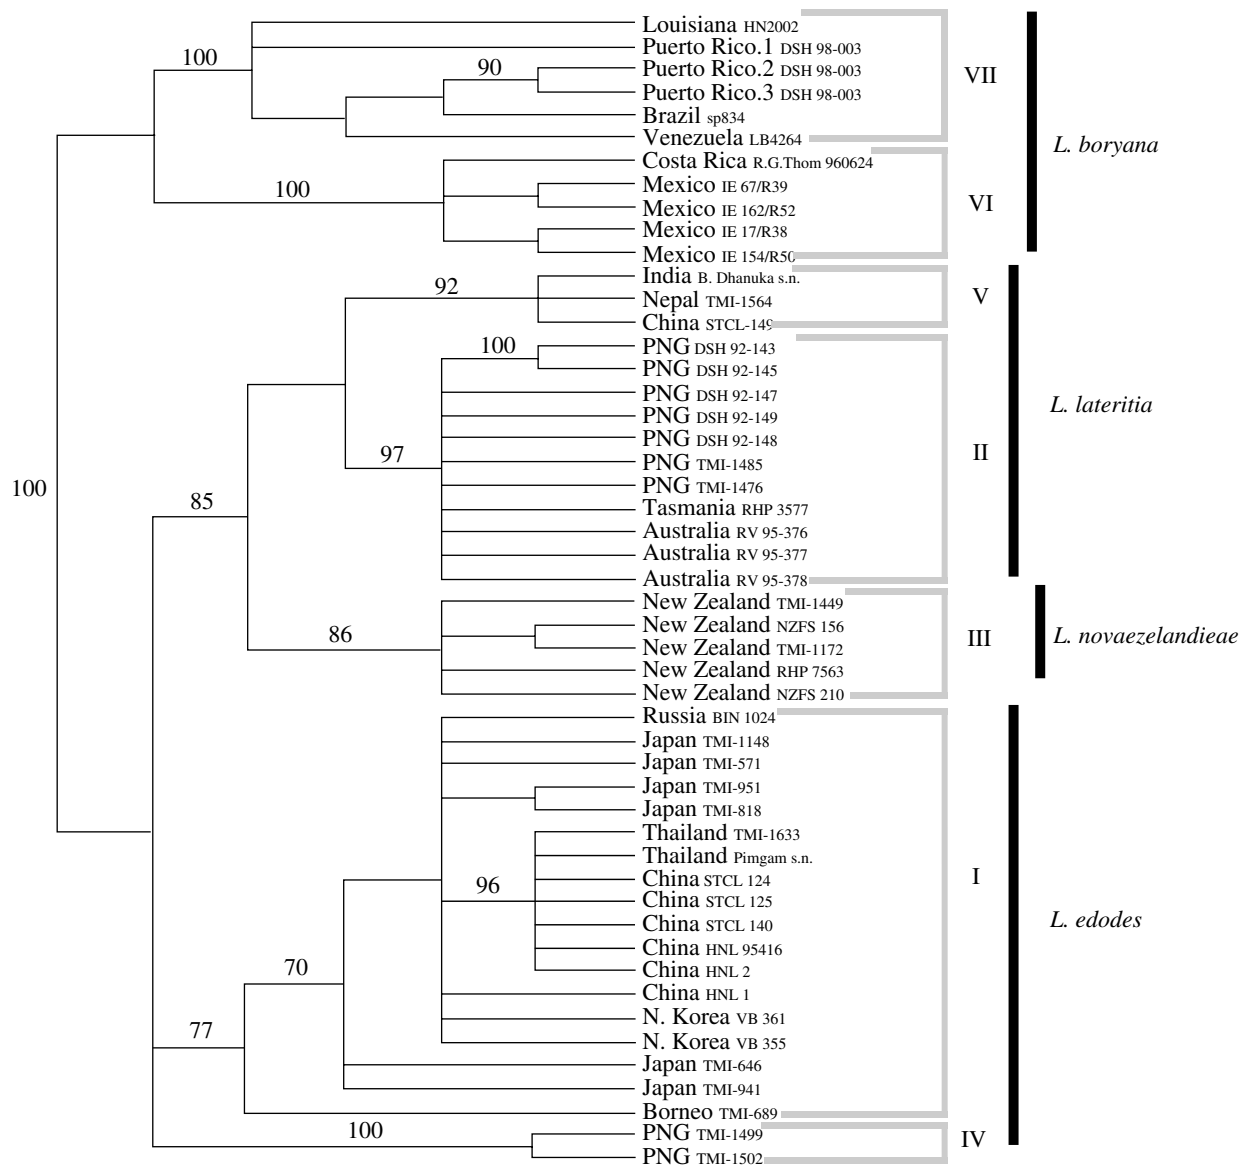 Louisiana HN2002
Puerto Rico.1 DSH 98-003
100
Puerto Rico.2 DSH 98-003
90
VII
Puerto Rico.3 DSH 98-003
Brazil sp834
Venezuela LB4264
L. boryana
Costa Rica R.G.Thom 960624
Mexico IE 67/R39
100
VI
Mexico IE 162/R52
Mexico IE 17/R38
Mexico IE 154/R50
India B. Dhanuka s.n.
92
V
Nepal TMI-1564
China STCL-149
PNG DSH 92-143
100
PNG DSH 92-145
PNG DSH 92-147
L. lateritia
PNG DSH 92-149
PNG DSH 92-148
97
II
PNG TMI-1485
PNG TMI-1476
100
85
Tasmania RHP 3577
Australia RV 95-376
Australia RV 95-377
Australia RV 95-378
New Zealand TMI-1449
New Zealand NZFS 156
86
III
L. novaezelandieae
New Zealand TMI-1172
New Zealand RHP 7563
New Zealand NZFS 210
Russia BIN 1024
Japan TMI-1148
Japan TMI-571
Japan TMI-951
Japan TMI-818
Thailand TMI-1633
Thailand Pimgam s.n.
China STCL 124
96
I
China STCL 125
China STCL 140
L. edodes
China HNL 95416
China HNL 2
70
China HNL 1
N. Korea VB 361
77
N. Korea VB 355
Japan TMI-646
Japan TMI-941
Borneo TMI-689
100
PNG TMI-1499
IV
PNG TMI-1502